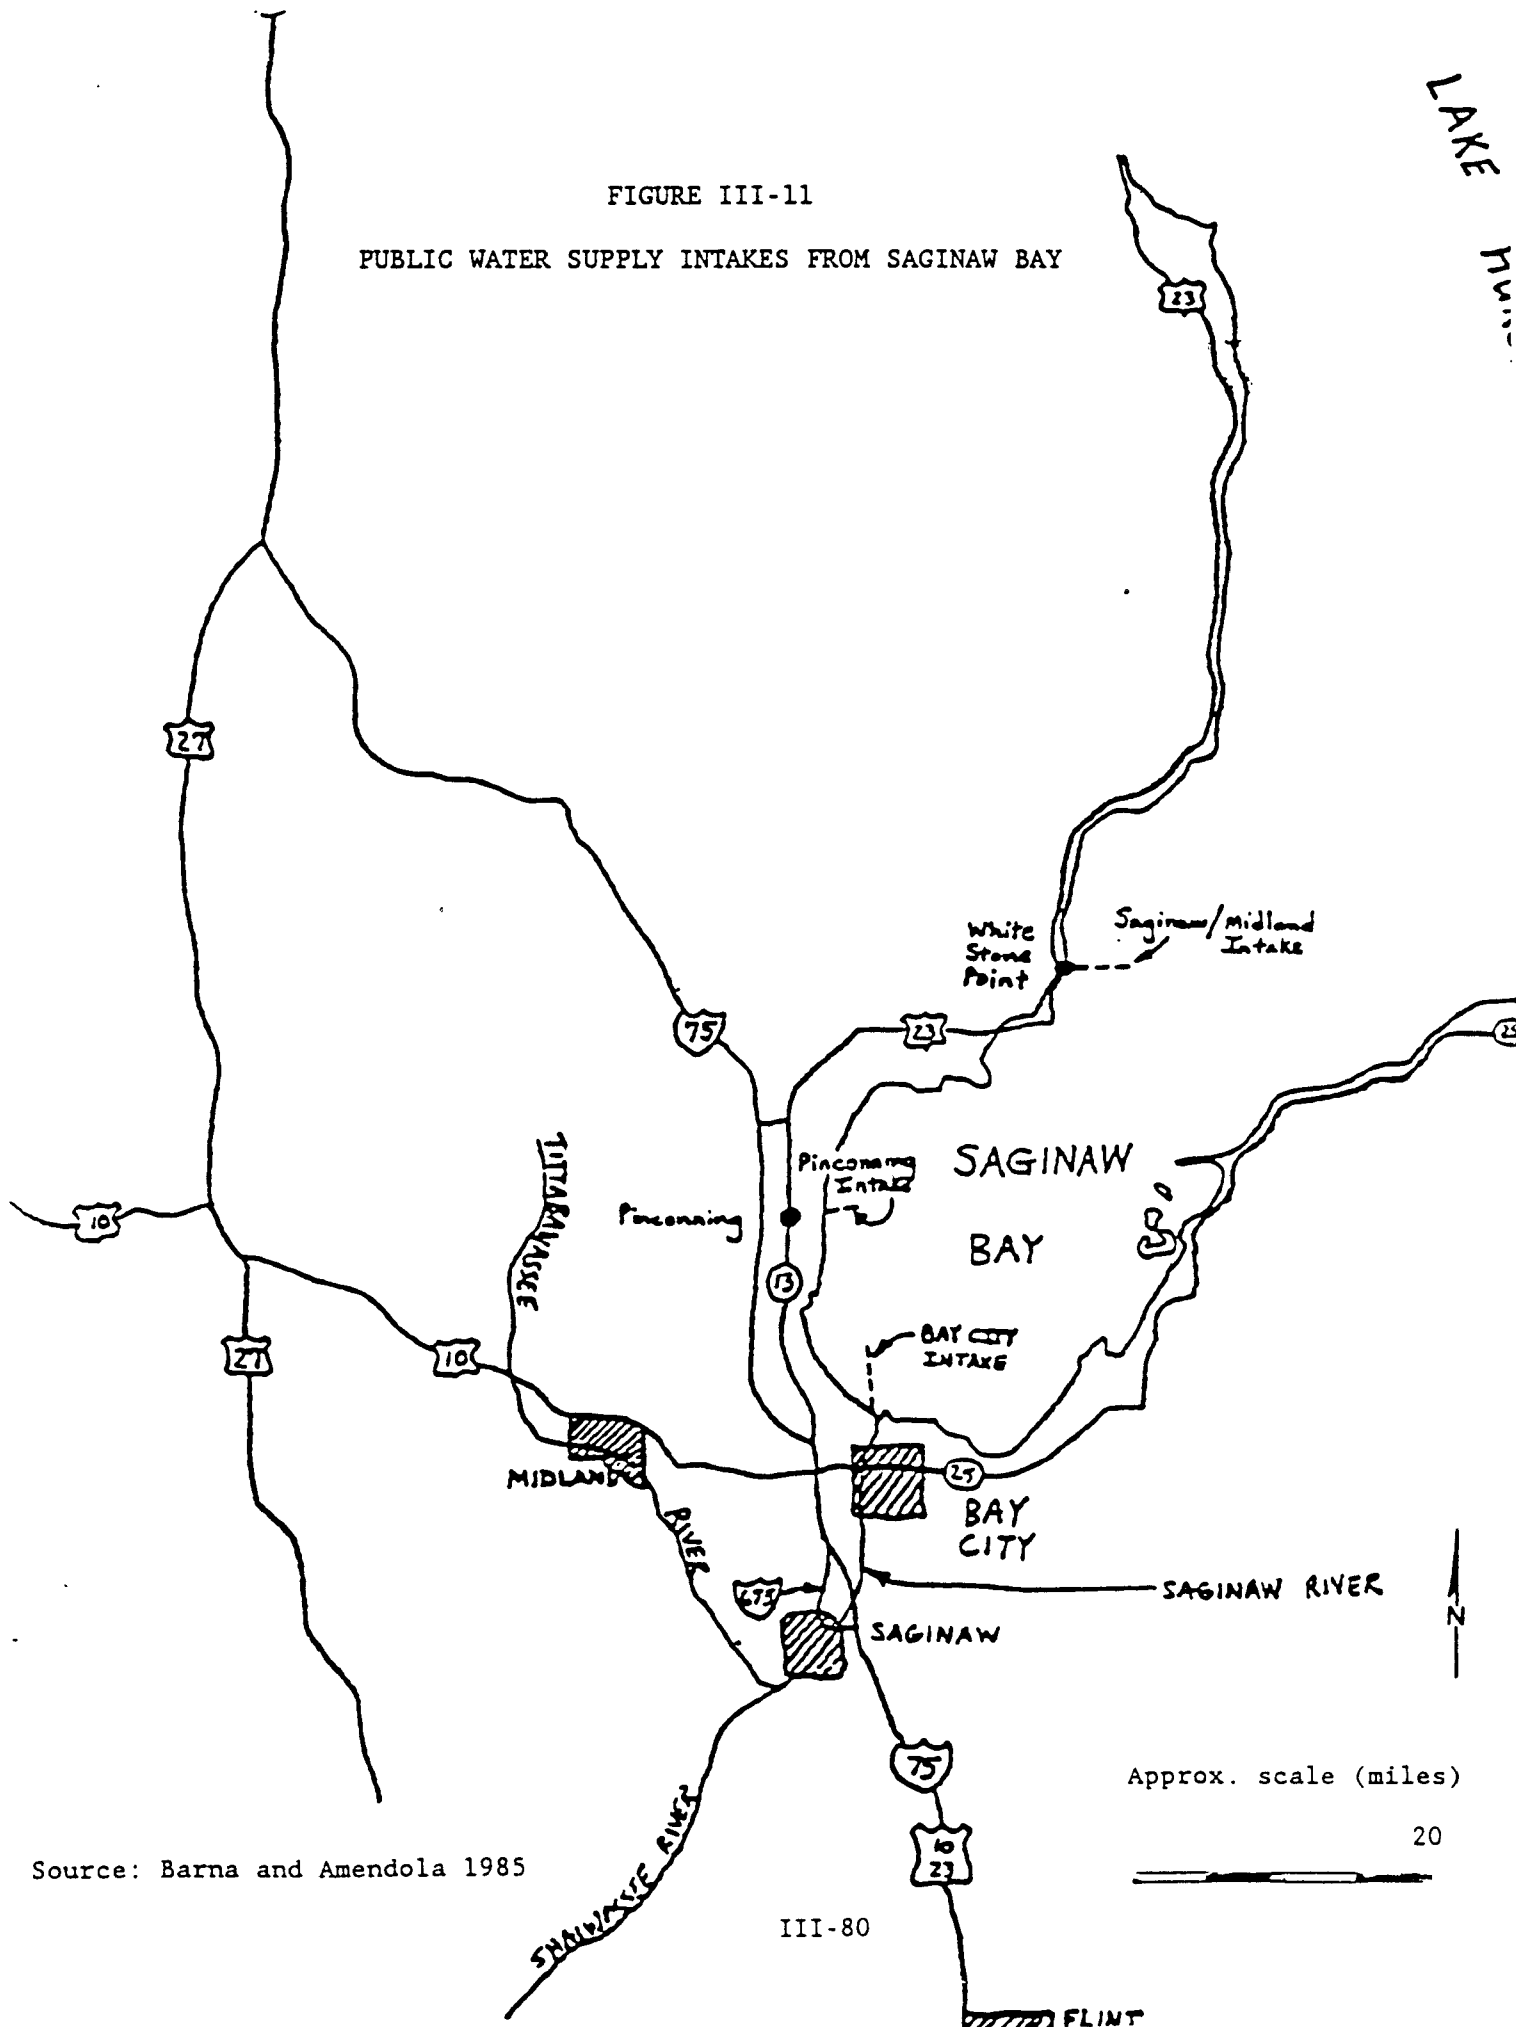 LAKE
FIGURE III-11
PUBLIC WATER SUPPLY INTAKES FROM SAGINAW BAY
23
27
White
Stone
Point
Saginaw/Midland
Intake
75
23
25
TITTABAWASSEE
Pinconning
Intake
SAGINAW
BAY
10
Pinconning
13
27
10
BAY CITY
INTAKE
MIDLAND
25
BAY
CITY
RIVER
675
SAGINAW RIVER
N
SAGINAW
75
Approx. scale (miles)
20
10
23
SHAIWASSEE RIVER
Source: Barna and Amendola 1985
III-80
FLINT